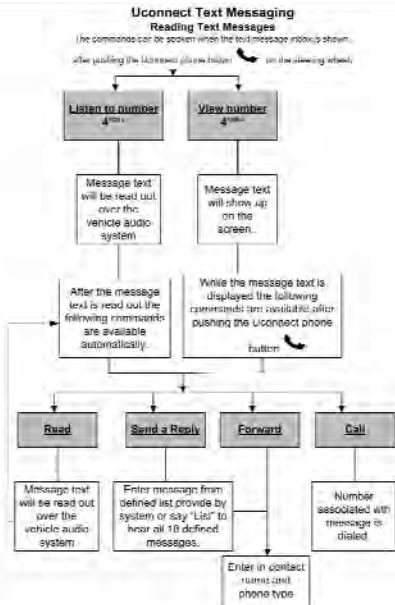 Uconnect Text Messaging
Reading Text Messages
The commands can be spoken when the text message inbox is shown
after pushing the Uconnect phone button on the steering wheel.
Listen to number
4
View number
4
Message text
will be read out
over the
vehicle audio
system
Message text
will show up
on the
screen.
After the message
text is read out the
following commands
are available
automatically.
While the message text is
displayed the following
commands are available after
pushing the Uconnect phone
button
Read
Send a Reply
Forward
Call
Message text
will be read out
over the
vehicle audio
system
Enter message from
defined list provide by
system or say "List" to
hear all 18 defined
messages.
Number
associated with
message is
dialed
Enter in contact
name and
phone type